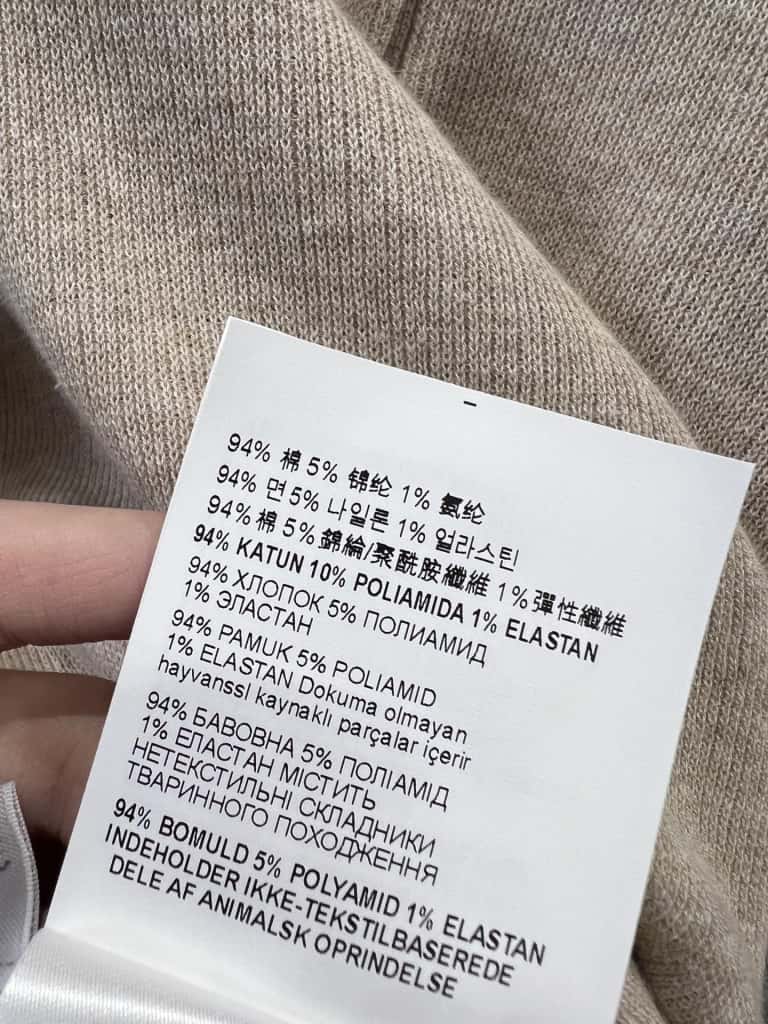 94% 棉 5% 锦纶 1% 氨纶
94% 면 5% 나일론 1% 얼라스틴
94% 棉 5% 錦綸/聚酰胺纖維 1% 彈性纖維
94% KATUN 10% POLIAMIDA 1% ELASTAN
94% ХЛОПОК 5% ПОЛИАМИД
1% ЭЛАСТАН
94% PAMUK 5% POLIAMID
1% ELASTAN Dokuma olmayan
hayvanssl kaynaklı parçalar içerir
94% БАВОВНА 5% ПОЛІАМІД
1% ЕПАСТАН МІСТИТЬ
НЕТЕКСТИЛЬНІ СКЛАДНИКИ
ТВАРИННОГО ПОХОДЖЕННЯ
94% BOMULD 5% POLYAMID 1% ELASTAN
INDEHOLDER IKKE-TEKSTILBASEREDE
DELE AF ANIMALSK OPRINDELSE